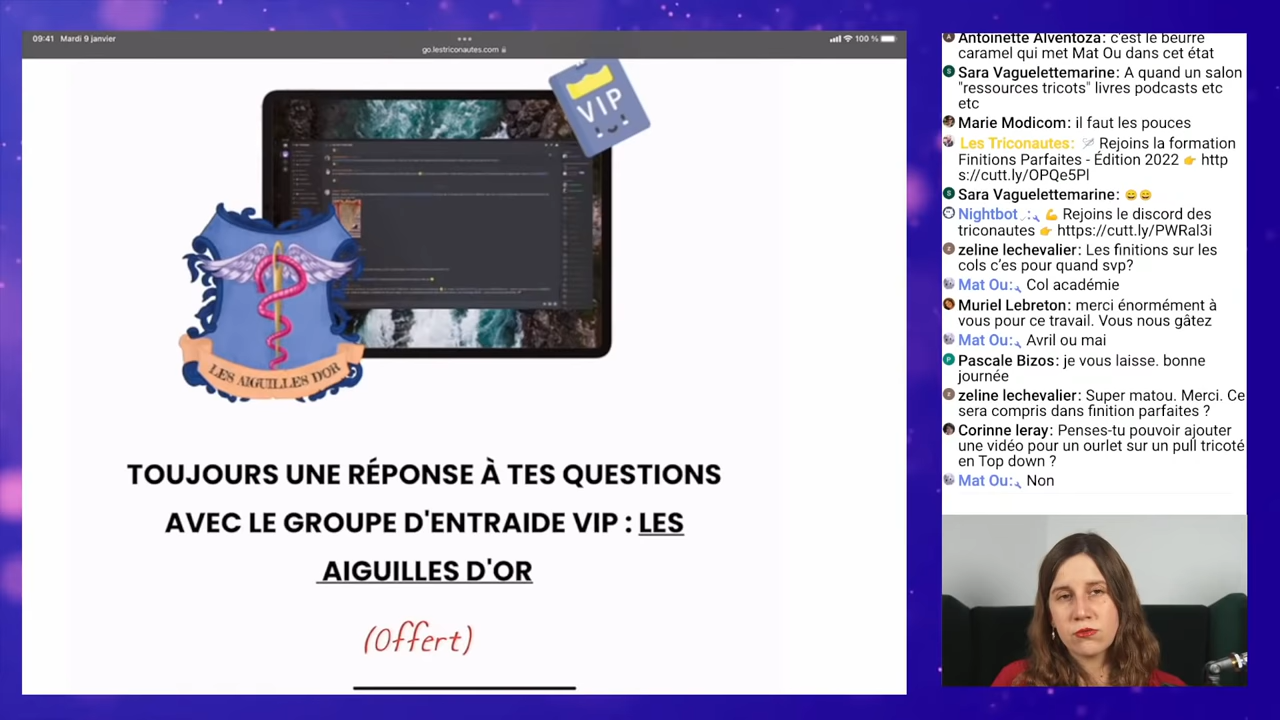 09:41 Mardi 9 janvier
go.lestriconautes.com
100 %
VIP
LES AIGUILLES D'OR
TOUJOURS UNE RÉPONSE À TES QUESTIONS
AVEC LE GROUPE D'ENTRAIDE VIP : LES
AIGUILLES D'OR
(Offert)
Antoinette Alventoza: c'est le beurre
caramel qui met Mat Ou dans cet état
Sara Vaguelettemarine: A quand un salon
"ressources tricots" livres podcasts etc
etc
Marie Modicom: il faut les pouces
Les Triconautes: Rejoins la formation
Finitions Parfaites - Édition 2022 👉 http
s://cutt.ly/OPQe5Pl
Sara Vaguelettemarine: 😄😄
Nightbot : 💪 Rejoins le discord des
triconautes 👉 https://cutt.ly/PWRal3i
zeline lechevalier: Les finitions sur les
cols c'es pour quand svp?
Mat Ou: Col académie
Muriel Lebreton: merci énormément à
vous pour ce travail. Vous nous gâtez
Mat Ou: Avril ou mai
Pascale Bizos: je vous laisse. bonne
journée
zeline lechevalier: Super matou. Merci. Ce
sera compris dans finition parfaites ?
Corinne leray: Penses-tu pouvoir ajouter
une vidéo pour un ourlet sur un pull tricoté
en Top down ?
Mat Ou: Non